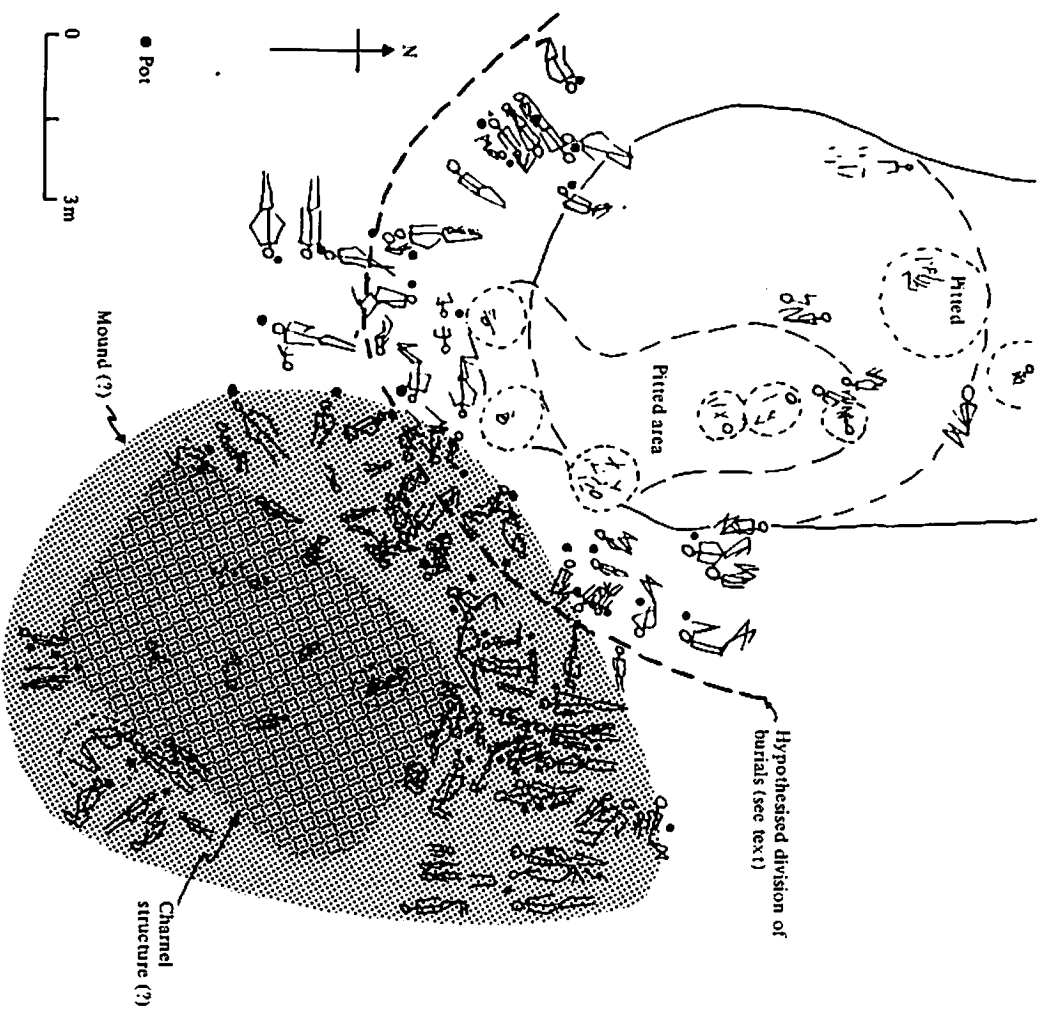 0
3m
Pot
N
Mound (?)
Pitted
Pitted area
Hypothesised division of
burials (see text)
Charnel
structure (?)